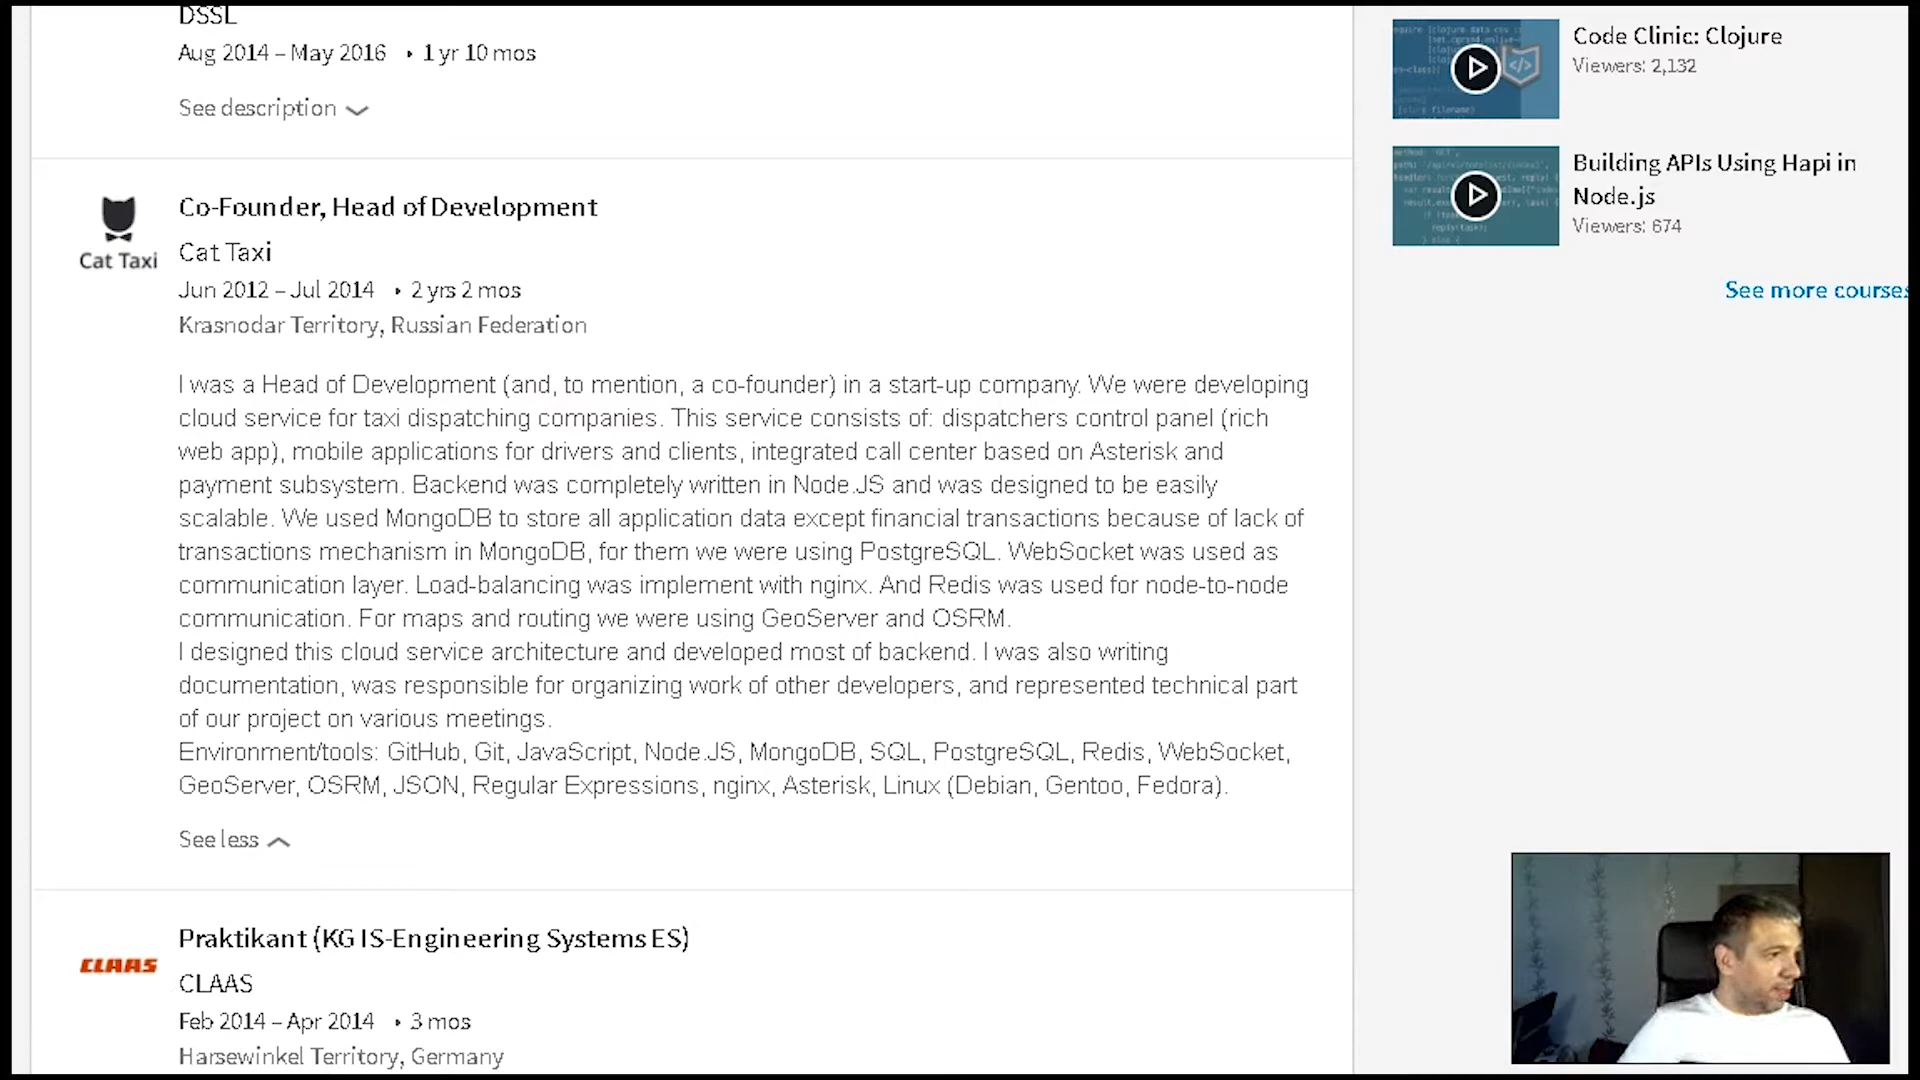 DSSL
Aug 2014 – May 2016 • 1 yr 10 mos
See description
Co-Founder, Head of Development
Cat Taxi
Cat Taxi
Jun 2012 – Jul 2014 • 2 yrs 2 mos
Krasnodar Territory, Russian Federation
I was a Head of Development (and, to mention, a co-founder) in a start-up company. We were developing
cloud service for taxi dispatching companies. This service consists of: dispatchers control panel (rich
web app), mobile applications for drivers and clients, integrated call center based on Asterisk and
payment subsystem. Backend was completely written in Node.JS and was designed to be easily
scalable. We used MongoDB to store all application data except financial transactions because of lack of
transactions mechanism in MongoDB, for them we were using PostgreSQL. WebSocket was used as
communication layer. Load-balancing was implement with nginx. And Redis was used for node-to-node
communication. For maps and routing we were using GeoServer and OSRM.
I designed this cloud service architecture and developed most of backend. I was also writing
documentation, was responsible for organizing work of other developers, and represented technical part
of our project on various meetings.
Environment/tools: GitHub, Git, JavaScript, Node.JS, MongoDB, SQL, PostgreSQL, Redis, WebSocket,
GeoServer, OSRM, JSON, Regular Expressions, nginx, Asterisk, Linux (Debian, Gentoo, Fedora).
See less
Praktikant (KG IS-Engineering Systems ES)
CLAAS
CLAAS
Feb 2014 – Apr 2014 • 3 mos
Harsewinkel Territory, Germany
Code Clinic: Clojure
Viewers: 2,132
Building APIs Using Hapi in
Node.js
Viewers: 674
See more courses